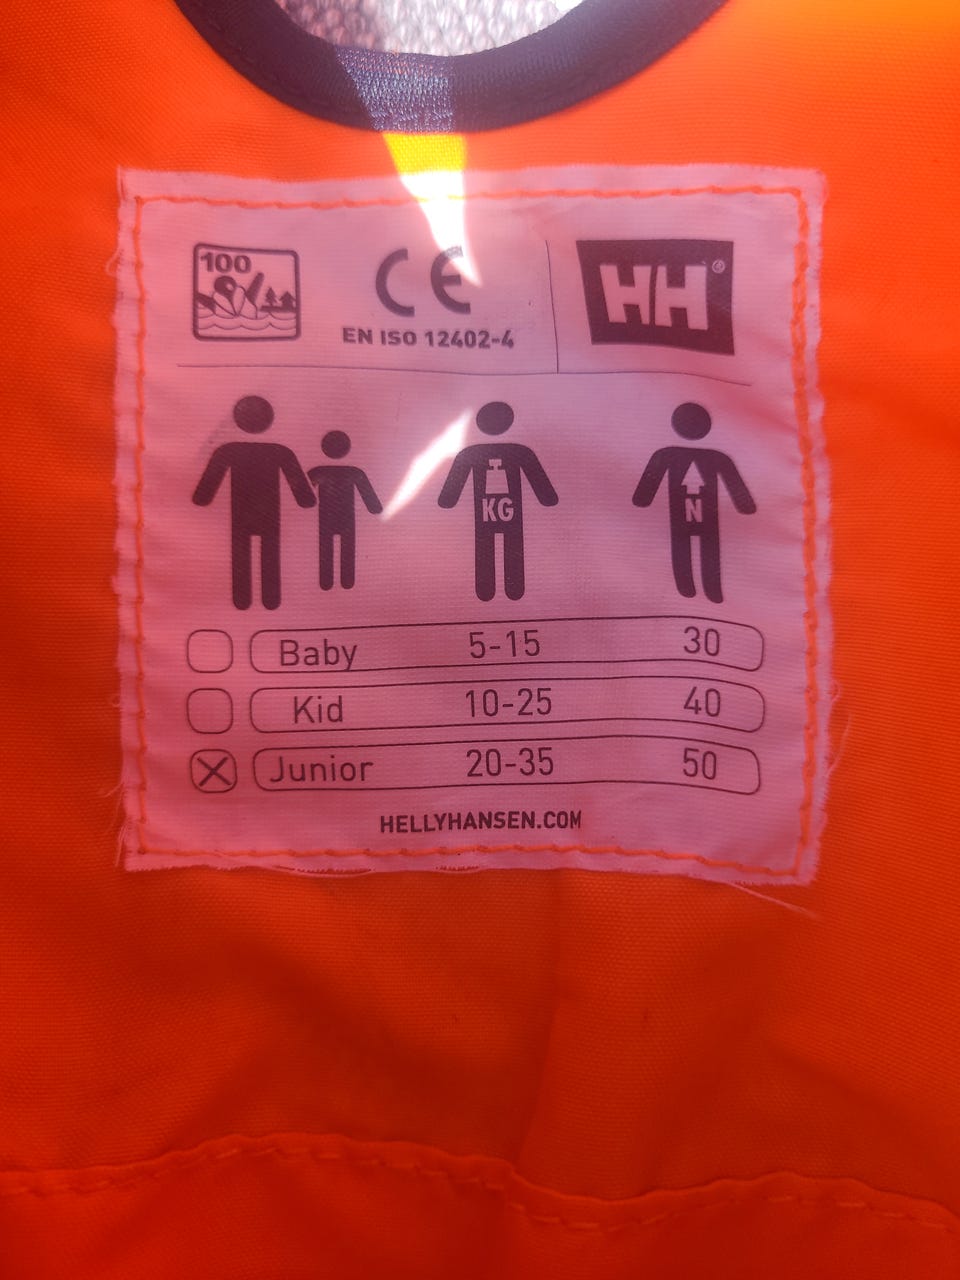 100
CE
EN ISO 12402-4
HH®
KG
N
Baby 5-15 30
Kid 10-25 40
Junior 20-35 50
HELLYHANSEN.COM